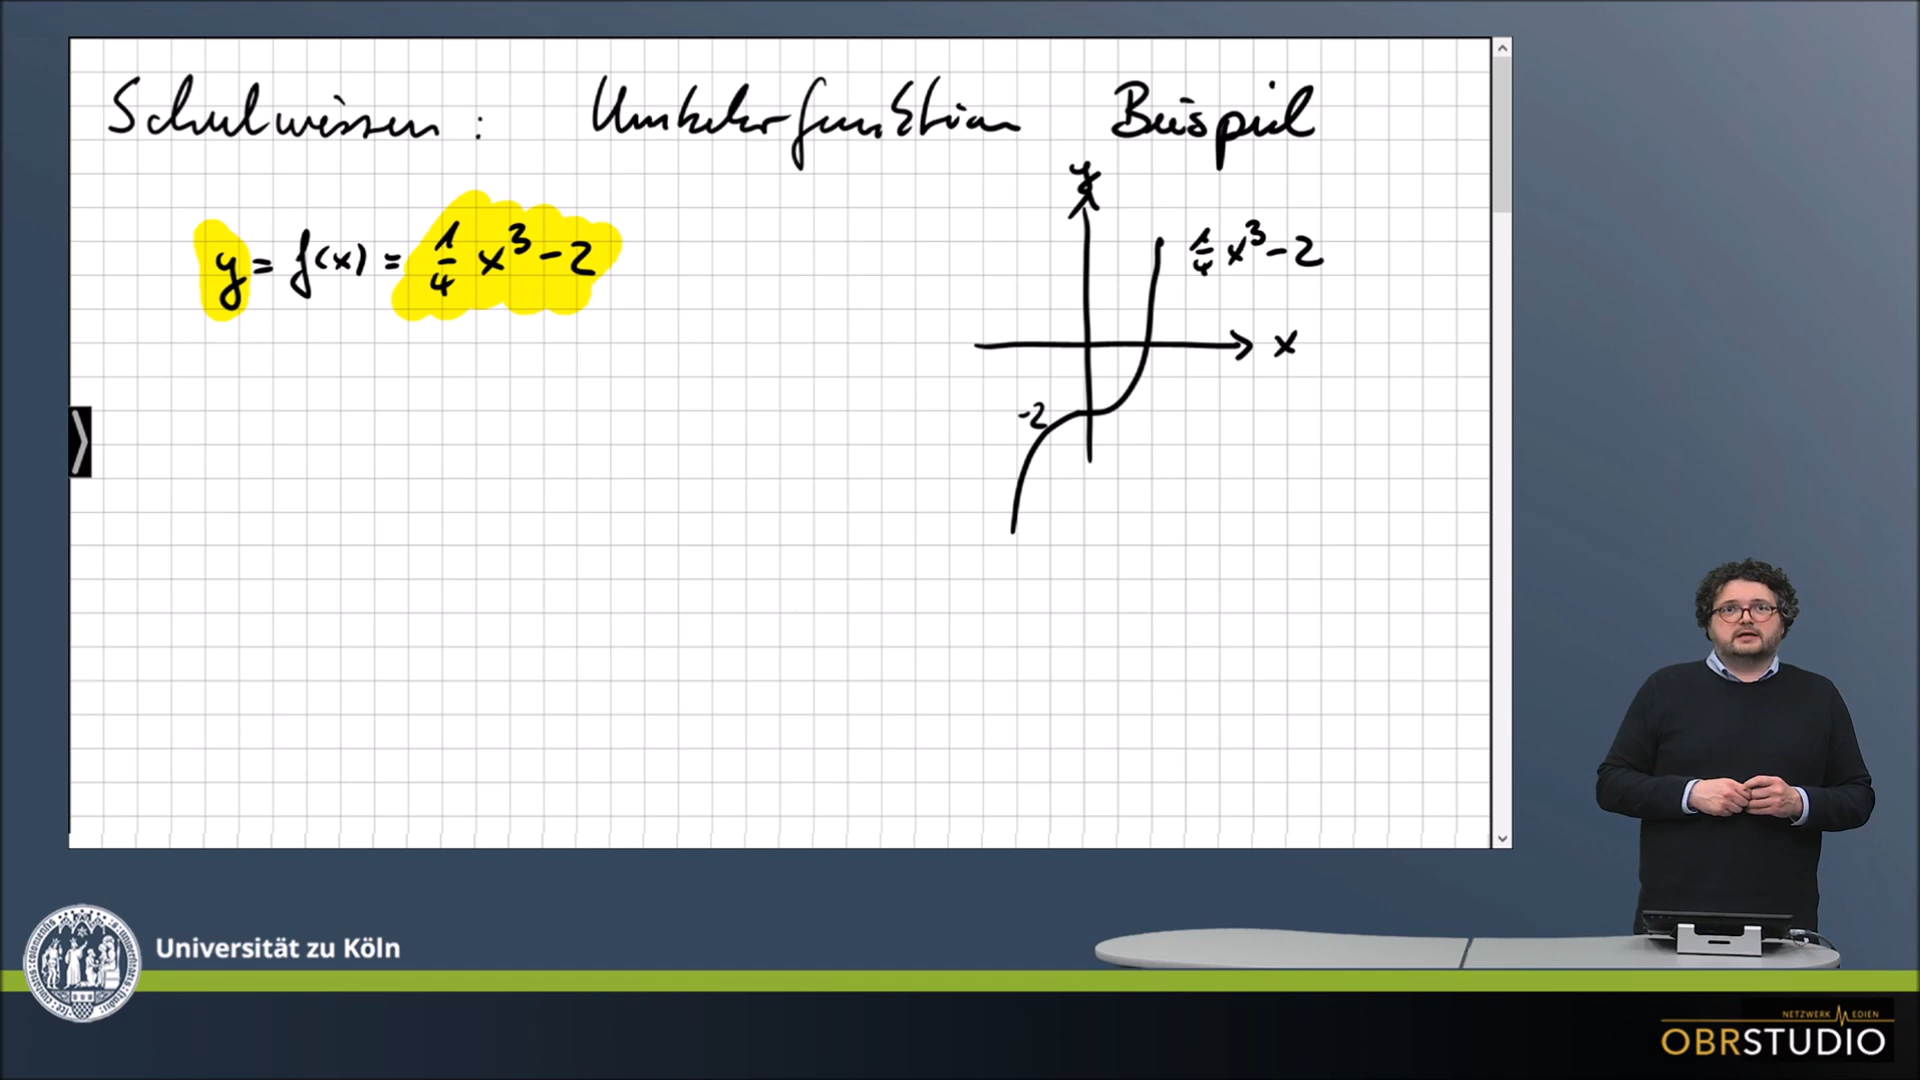 Schulwissen: Umkehrfunktion Beispiel
y
y = f(x) = 1/4 x³ - 2
1/4 x³ - 2
x
-2
Universität zu Köln
NETZWERK MEDIEN
OBRSTUDIO